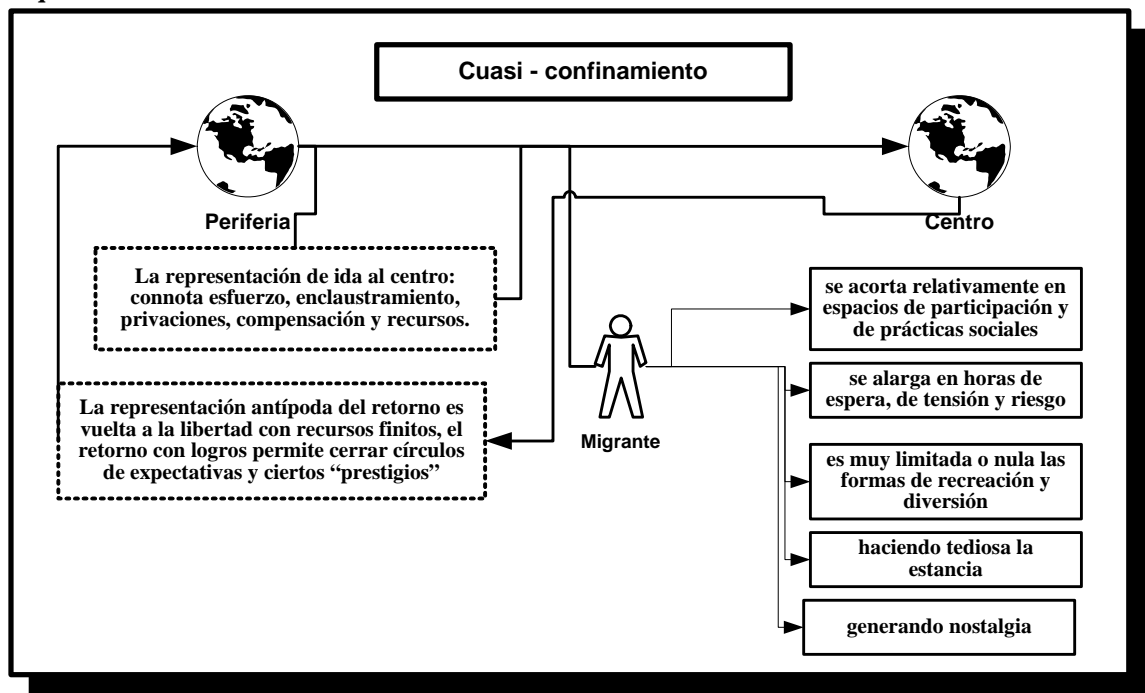 Cuasi - confinamiento
Periferia
Centro
La representación de ida al centro:
connota esfuerzo, enclaustramiento,
privaciones, compensación y recursos.
La representación antípoda del retorno es
vuelta a la libertad con recursos finitos, el
retorno con logros permite cerrar círculos
de expectativas y ciertos “prestigios”
Migrante
se acorta relativamente en
espacios de participación y
de prácticas sociales
se alarga en horas de
espera, de tensión y riesgo
es muy limitada o nula las
formas de recreación y
diversión
haciendo tediosa la
estancia
generando nostalgia